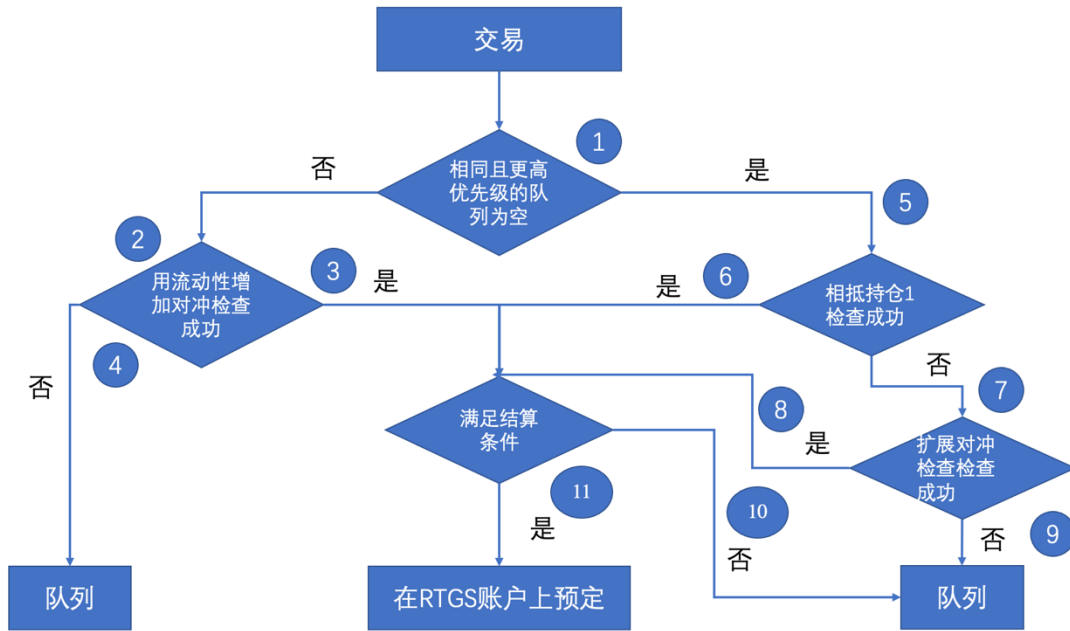 交易
1
相同且更高
优先级的队
列为空
否
是
5
2
用流动性增
加对冲检查
成功
3
是
是
6
相抵持仓1
检查成功
4
否
否
7
满足结算
条件
8
是
扩展对冲
检查检查
成功
11
是
10
否
否
9
队列
在RTGS账户上预定
队列